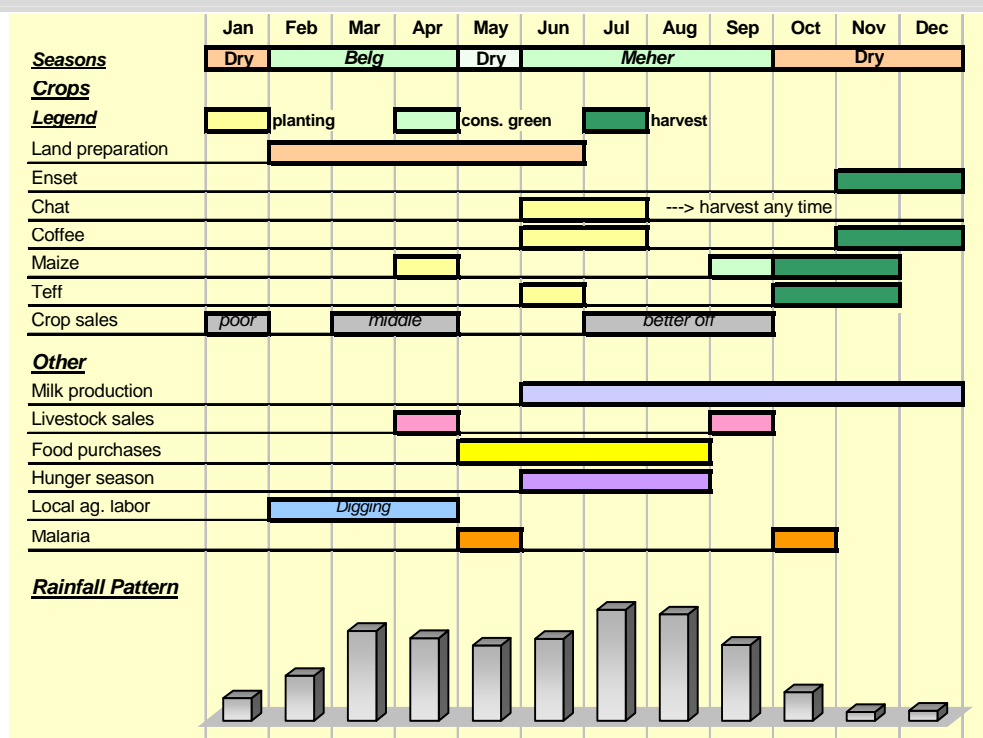 Jan Feb Mar Apr May Jun Jul Aug Sep Oct Nov Dec
Seasons Dry Belg Dry Meher Dry
Crops
Legend planting cons. green harvest
Land preparation
Enset
Chat ---> harvest any time
Coffee
Maize
Teff
Crop sales poor middle better off
Other
Milk production
Livestock sales
Food purchases
Hunger season
Local ag. labor Digging
Malaria
Rainfall Pattern